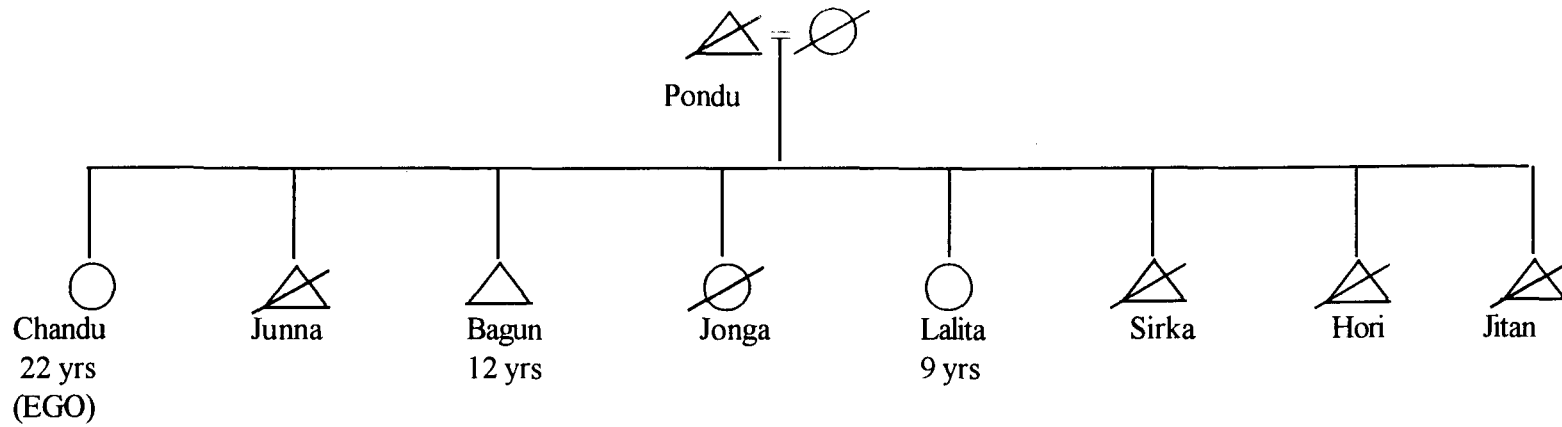 Pondu
Chandu Junna Bagun Jonga Lalita Sirka Hori Jitan
22 yrs 12 yrs 9 yrs
(EGO)